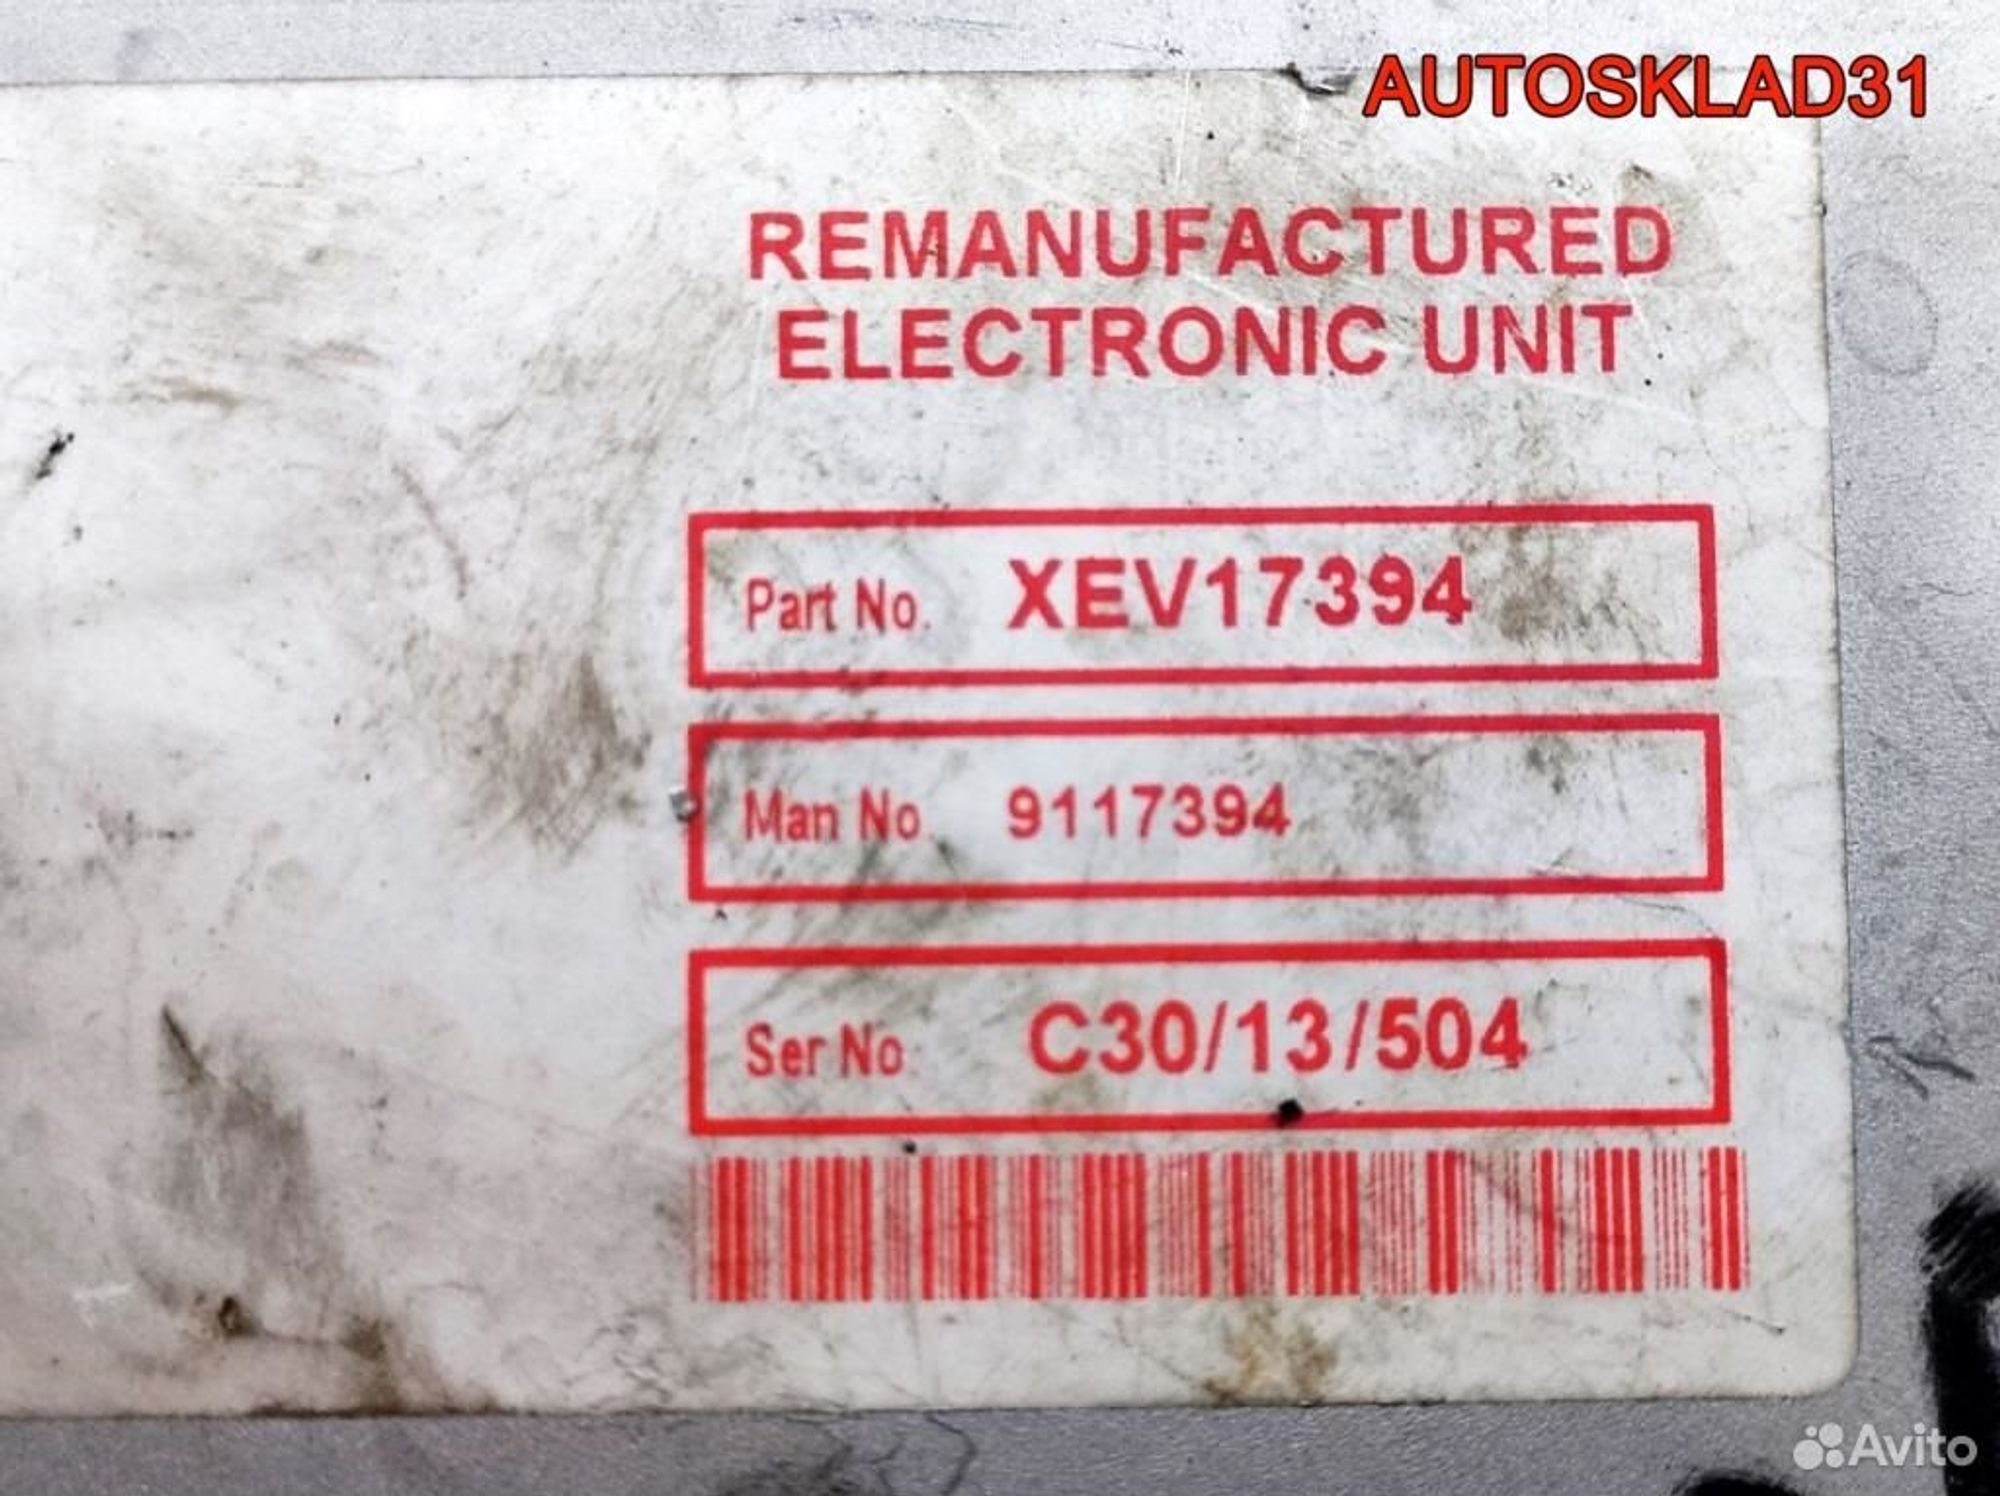 AUTOSKLAD31
REMANUFACTURED
ELECTRONIC UNIT
Part No. XEV17394
Man No 9117394
Ser No. C30/13/504
Avito